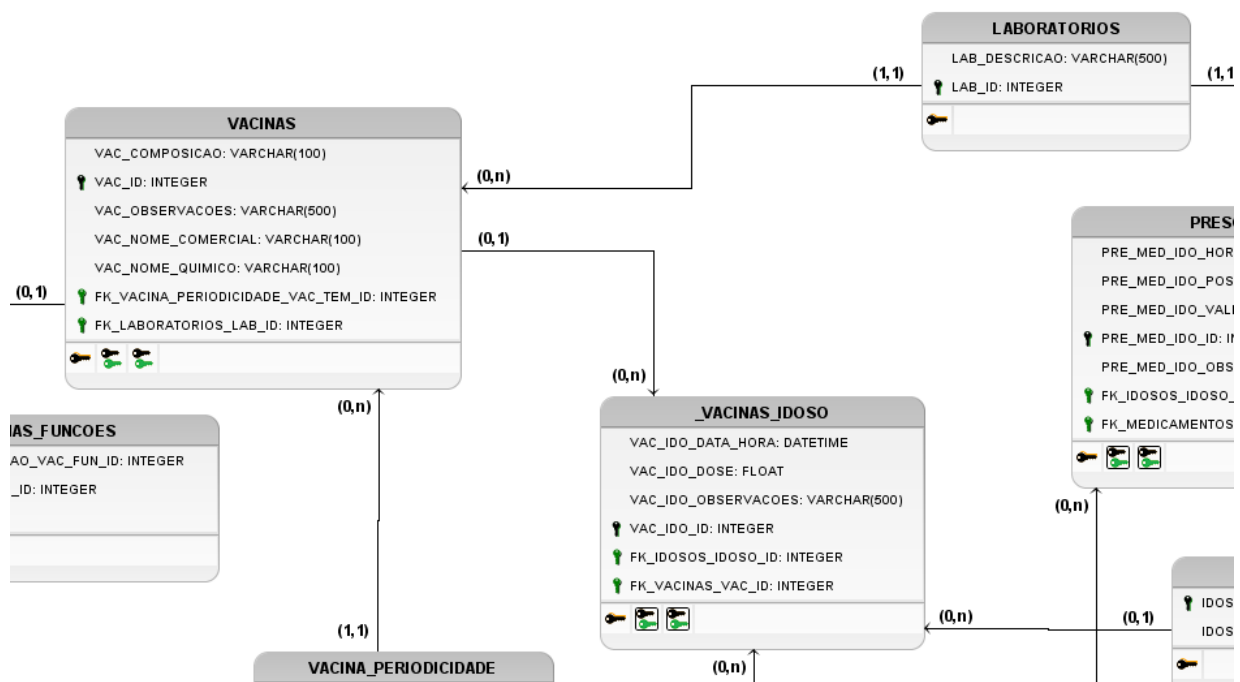 LABORATORIOS
LAB_DESCRICAO: VARCHAR(500)
LAB_ID: INTEGER
(1,1)
(1,1
VACINAS
VAC_COMPOSICAO: VARCHAR(100)
VAC_ID: INTEGER
VAC_OBSERVACOES: VARCHAR(500)
VAC_NOME_COMERCIAL: VARCHAR(100)
VAC_NOME_QUIMICO: VARCHAR(100)
FK_VACINA_PERIODICIDADE_VAC_TEM_ID: INTEGER
FK_LABORATORIOS_LAB_ID: INTEGER
(0,n)
(0,1)
(0,1)
(0,n)
(0,n)
PRES
PRE_MED_IDO_HOR
PRE_MED_IDO_POS
PRE_MED_IDO_VALI
PRE_MED_IDO_ID: IN
PRE_MED_IDO_OBS
FK_IDOSOS_IDOSO_
FK_MEDICAMENTOS
(0,n)
IAS_FUNCOES
AO_VAC_FUN_ID: INTEGER
_ID: INTEGER
_VACINAS_IDOSO
VAC_IDO_DATA_HORA: DATETIME
VAC_IDO_DOSE: FLOAT
VAC_IDO_OBSERVACOES: VARCHAR(500)
VAC_IDO_ID: INTEGER
FK_IDOSOS_IDOSO_ID: INTEGER
FK_VACINAS_VAC_ID: INTEGER
(0,n)
(0,1)
IDOS
IDOS
(1,1)
VACINA_PERIODICIDADE
(0,n)